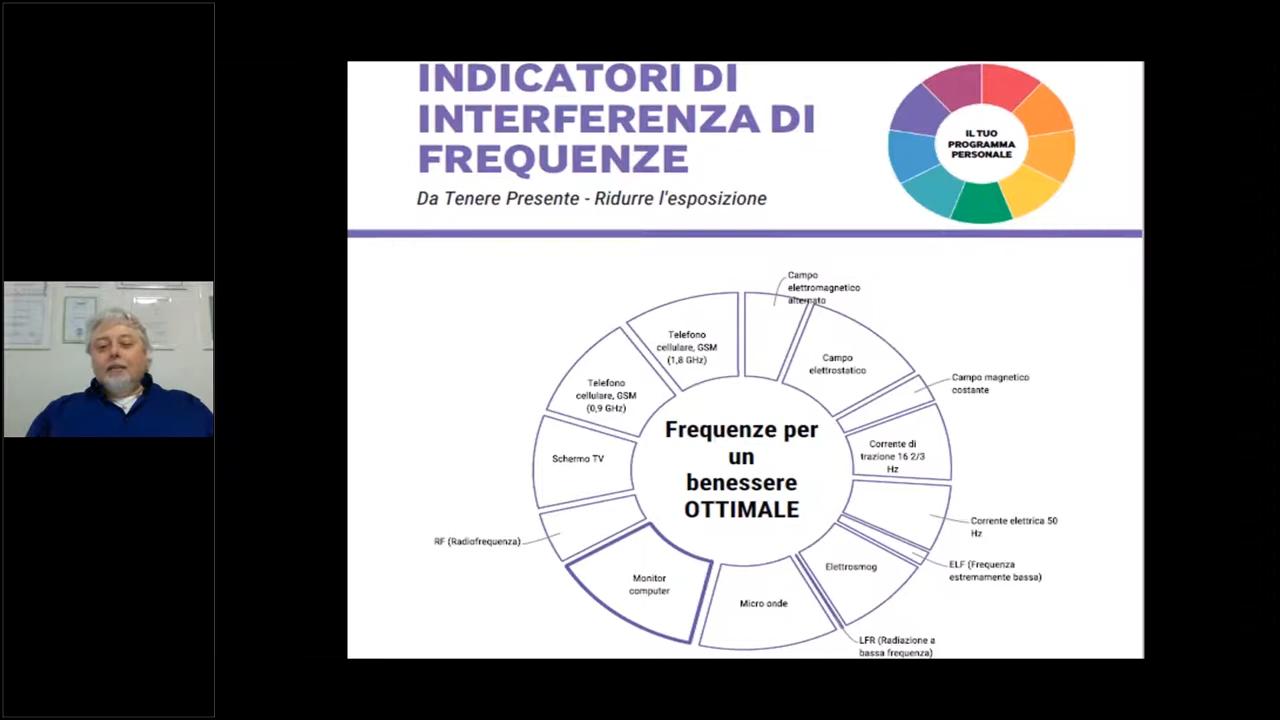 INDICATORI DI
INTERFERENZA DI
FREQUENZE
Da Tenere Presente - Ridurre l'esposizione
IL TUO
PROGRAMMA
PERSONALE
Campo
elettromagnetico
alternato
Campo
elettrostatico
Campo magnetico
costante
Corrente di
trazione 16 2/3
Hz
Corrente elettrica 50
Hz
ELF (Frequenza
estremamente bassa)
Elettrosmog
LFR (Radiazione a
bassa frequenza)
Micro onde
Monitor
computer
RF (Radiofrequenza)
Schermo TV
Telefono
cellulare, GSM
(0,9 GHz)
Telefono
cellulare, GSM
(1,8 GHz)
Frequenze per
un
benessere
OTTIMALE